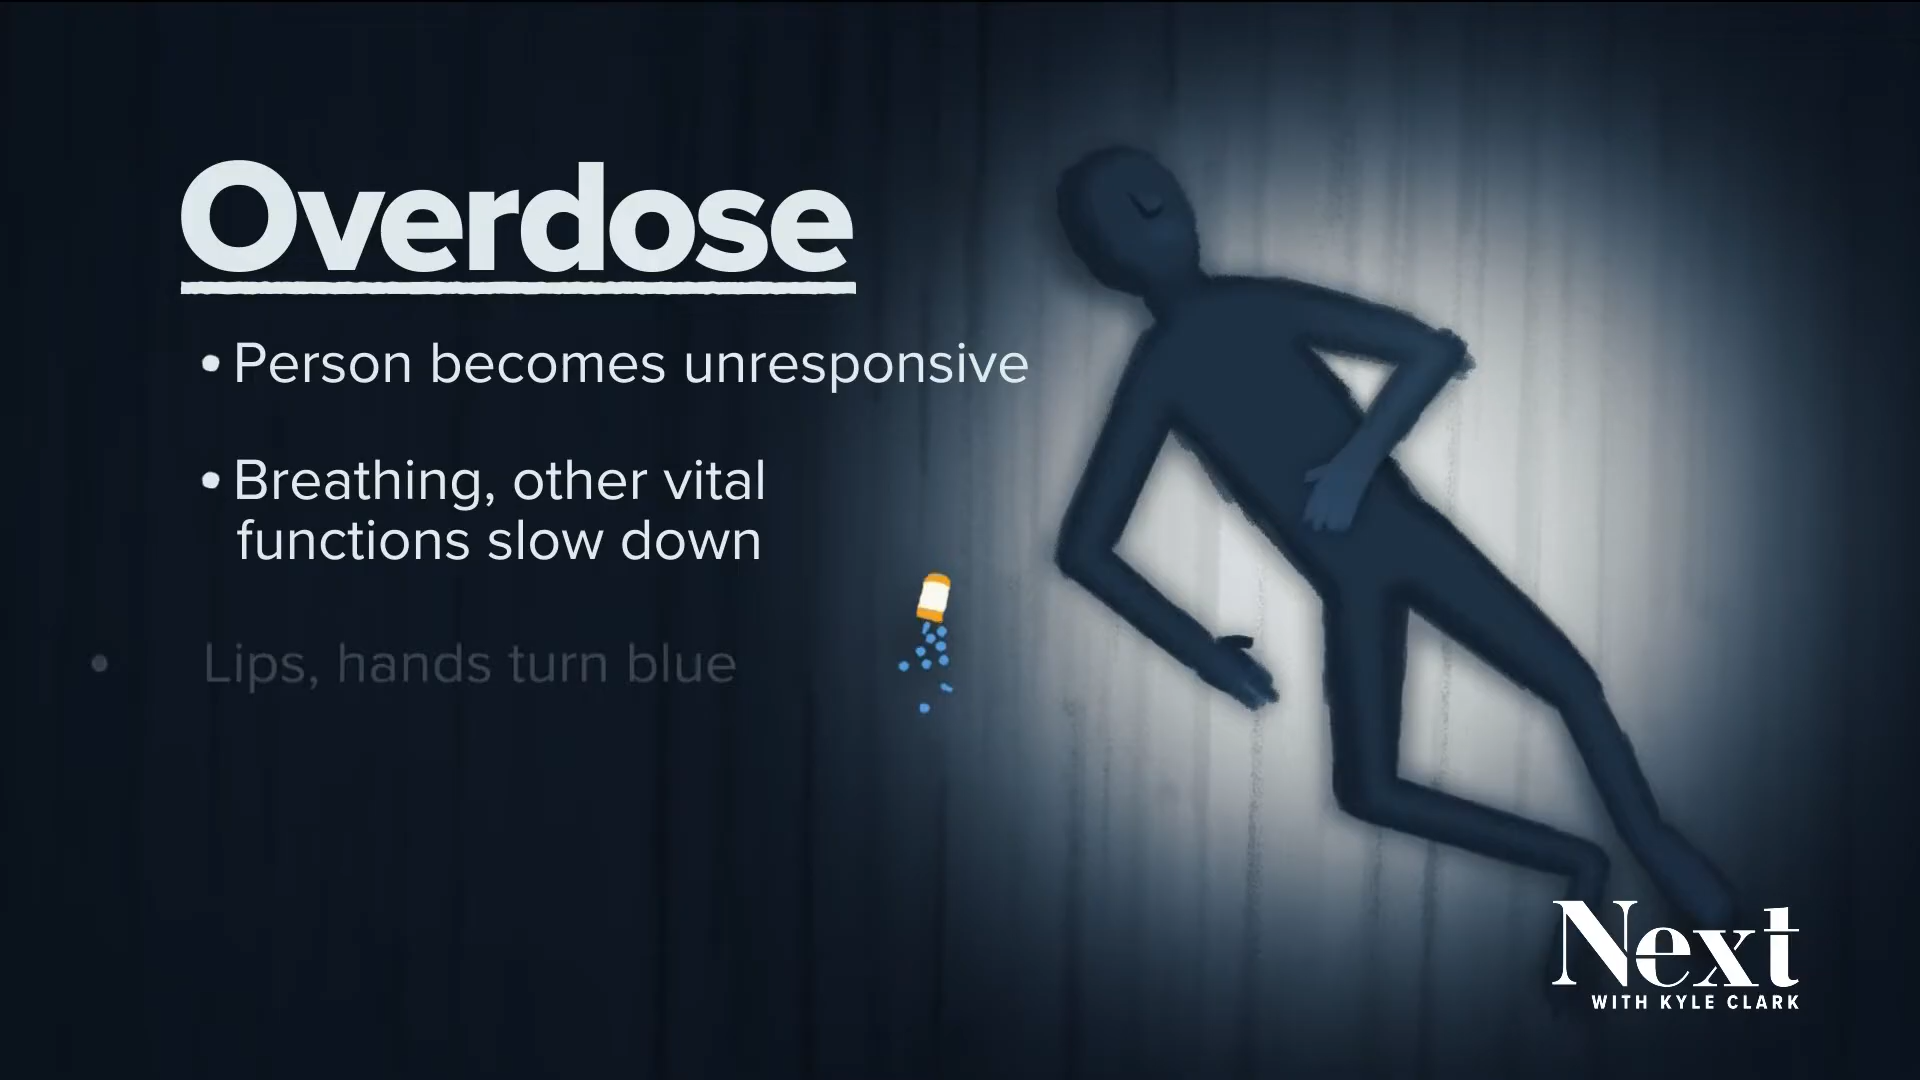 Overdose
• Person becomes unresponsive
• Breathing, other vital
functions slow down
• Lips, hands turn blue
Next
WITH KYLE CLARK